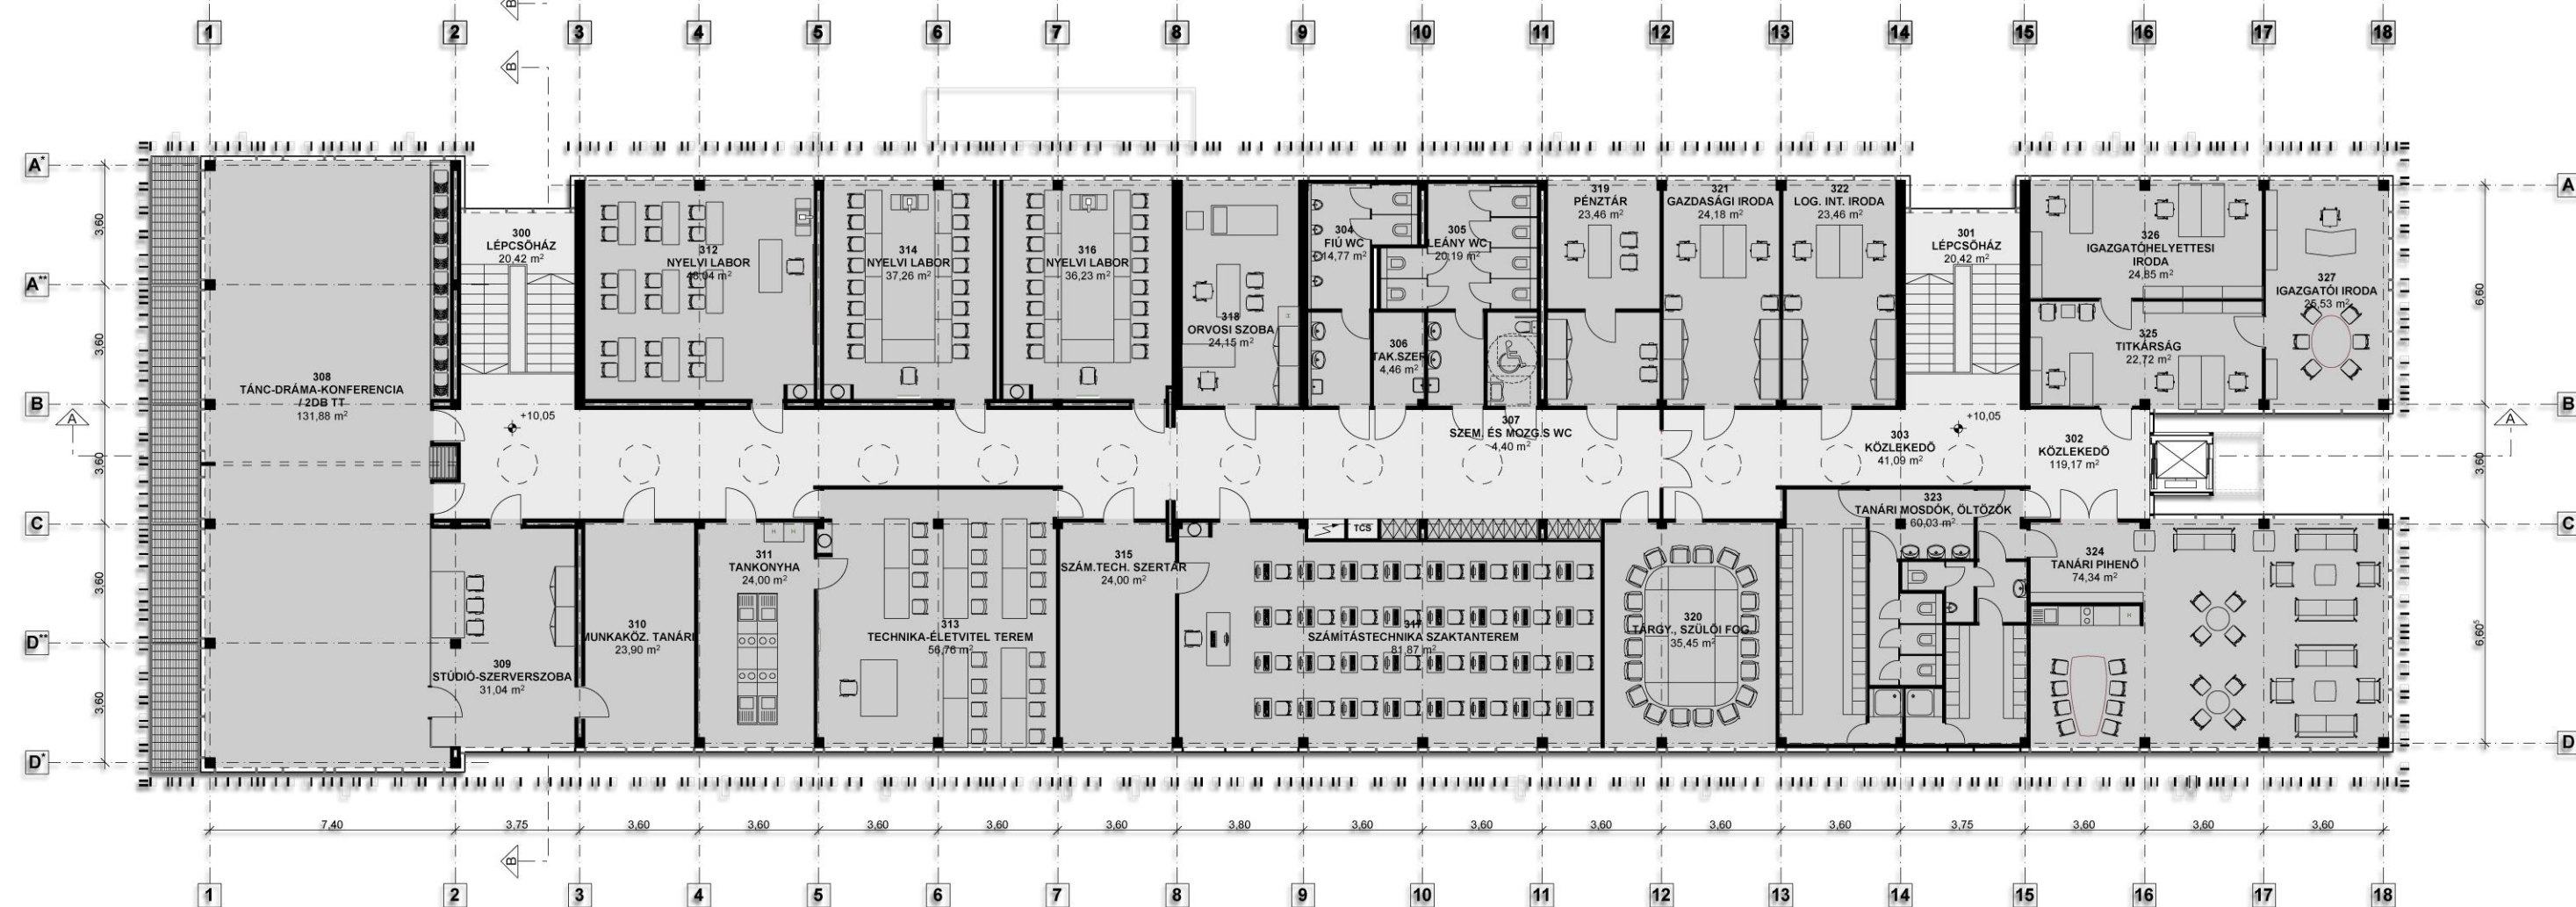 B
B
1 2 3 4 5 6 7 8 9 10 11 12 13 14 15 16 17 18
A*
A**
B
A
C
D**
D*
3,60
3,60
3,60
3,60
3,60
308
TÁNC-DRÁMA-KONFERENCIA
/ 2DB TT
131,88 m²
300
LÉPCSŐHÁZ
20,42 m²
+10,05
312
NYELVI LABOR
48,04 m²
314
NYELVI LABOR
37,26 m²
316
NYELVI LABOR
36,23 m²
318
ORVOSI SZOBA
24,15 m²
H
304
FIÚ WC
14,77 m²
305
LEÁNY WC
20,19 m²
306
TAK.SZER
4,46 m²
307
SZEM. ÉS MOZG.S WC
4,40 m²
319
PÉNZTÁR
23,46 m²
321
GAZDASÁGI IRODA
24,18 m²
322
LOG. INT. IRODA
23,46 m²
301
LÉPCSŐHÁZ
20,42 m²
+10,05
326
IGAZGATÓHELYETTESI
IRODA
24,85 m²
327
IGAZGATÓI IRODA
25,53 m²
325
TITKÁRSÁG
22,72 m²
303
KÖZLEKEDŐ
41,09 m²
302
KÖZLEKEDŐ
119,17 m²
309
STÚDIÓ-SZERVERSZOBA
31,04 m²
310
MUNKAKÖZ. TANÁRI
23,90 m²
H H
311
TANKONYHA
24,00 m²
313
TECHNIKA-ÉLETVITEL TEREM
56,76 m²
315
SZÁM.TECH. SZERTÁR
24,00 m²
TCS
317
SZÁMÍTÁSTECHNIKA SZAKTANTEREM
81,87 m²
320
TÁRGY., SZÜLŐI FOG.
35,45 m²
323
TANÁRI MOSDÓK, ÖLTÖZŐK
60,03 m²
324
TANÁRI PIHENŐ
74,34 m²
H
A
B
A
C
D
6,60
3,60
6,60⁵
7,40 3,75 3,60 3,60 3,60 3,60 3,60 3,80 3,60 3,60 3,60 3,60 3,60 3,75 3,60 3,60 3,60
B
1 2 3 4 5 6 7 8 9 10 11 12 13 14 15 16 17 18